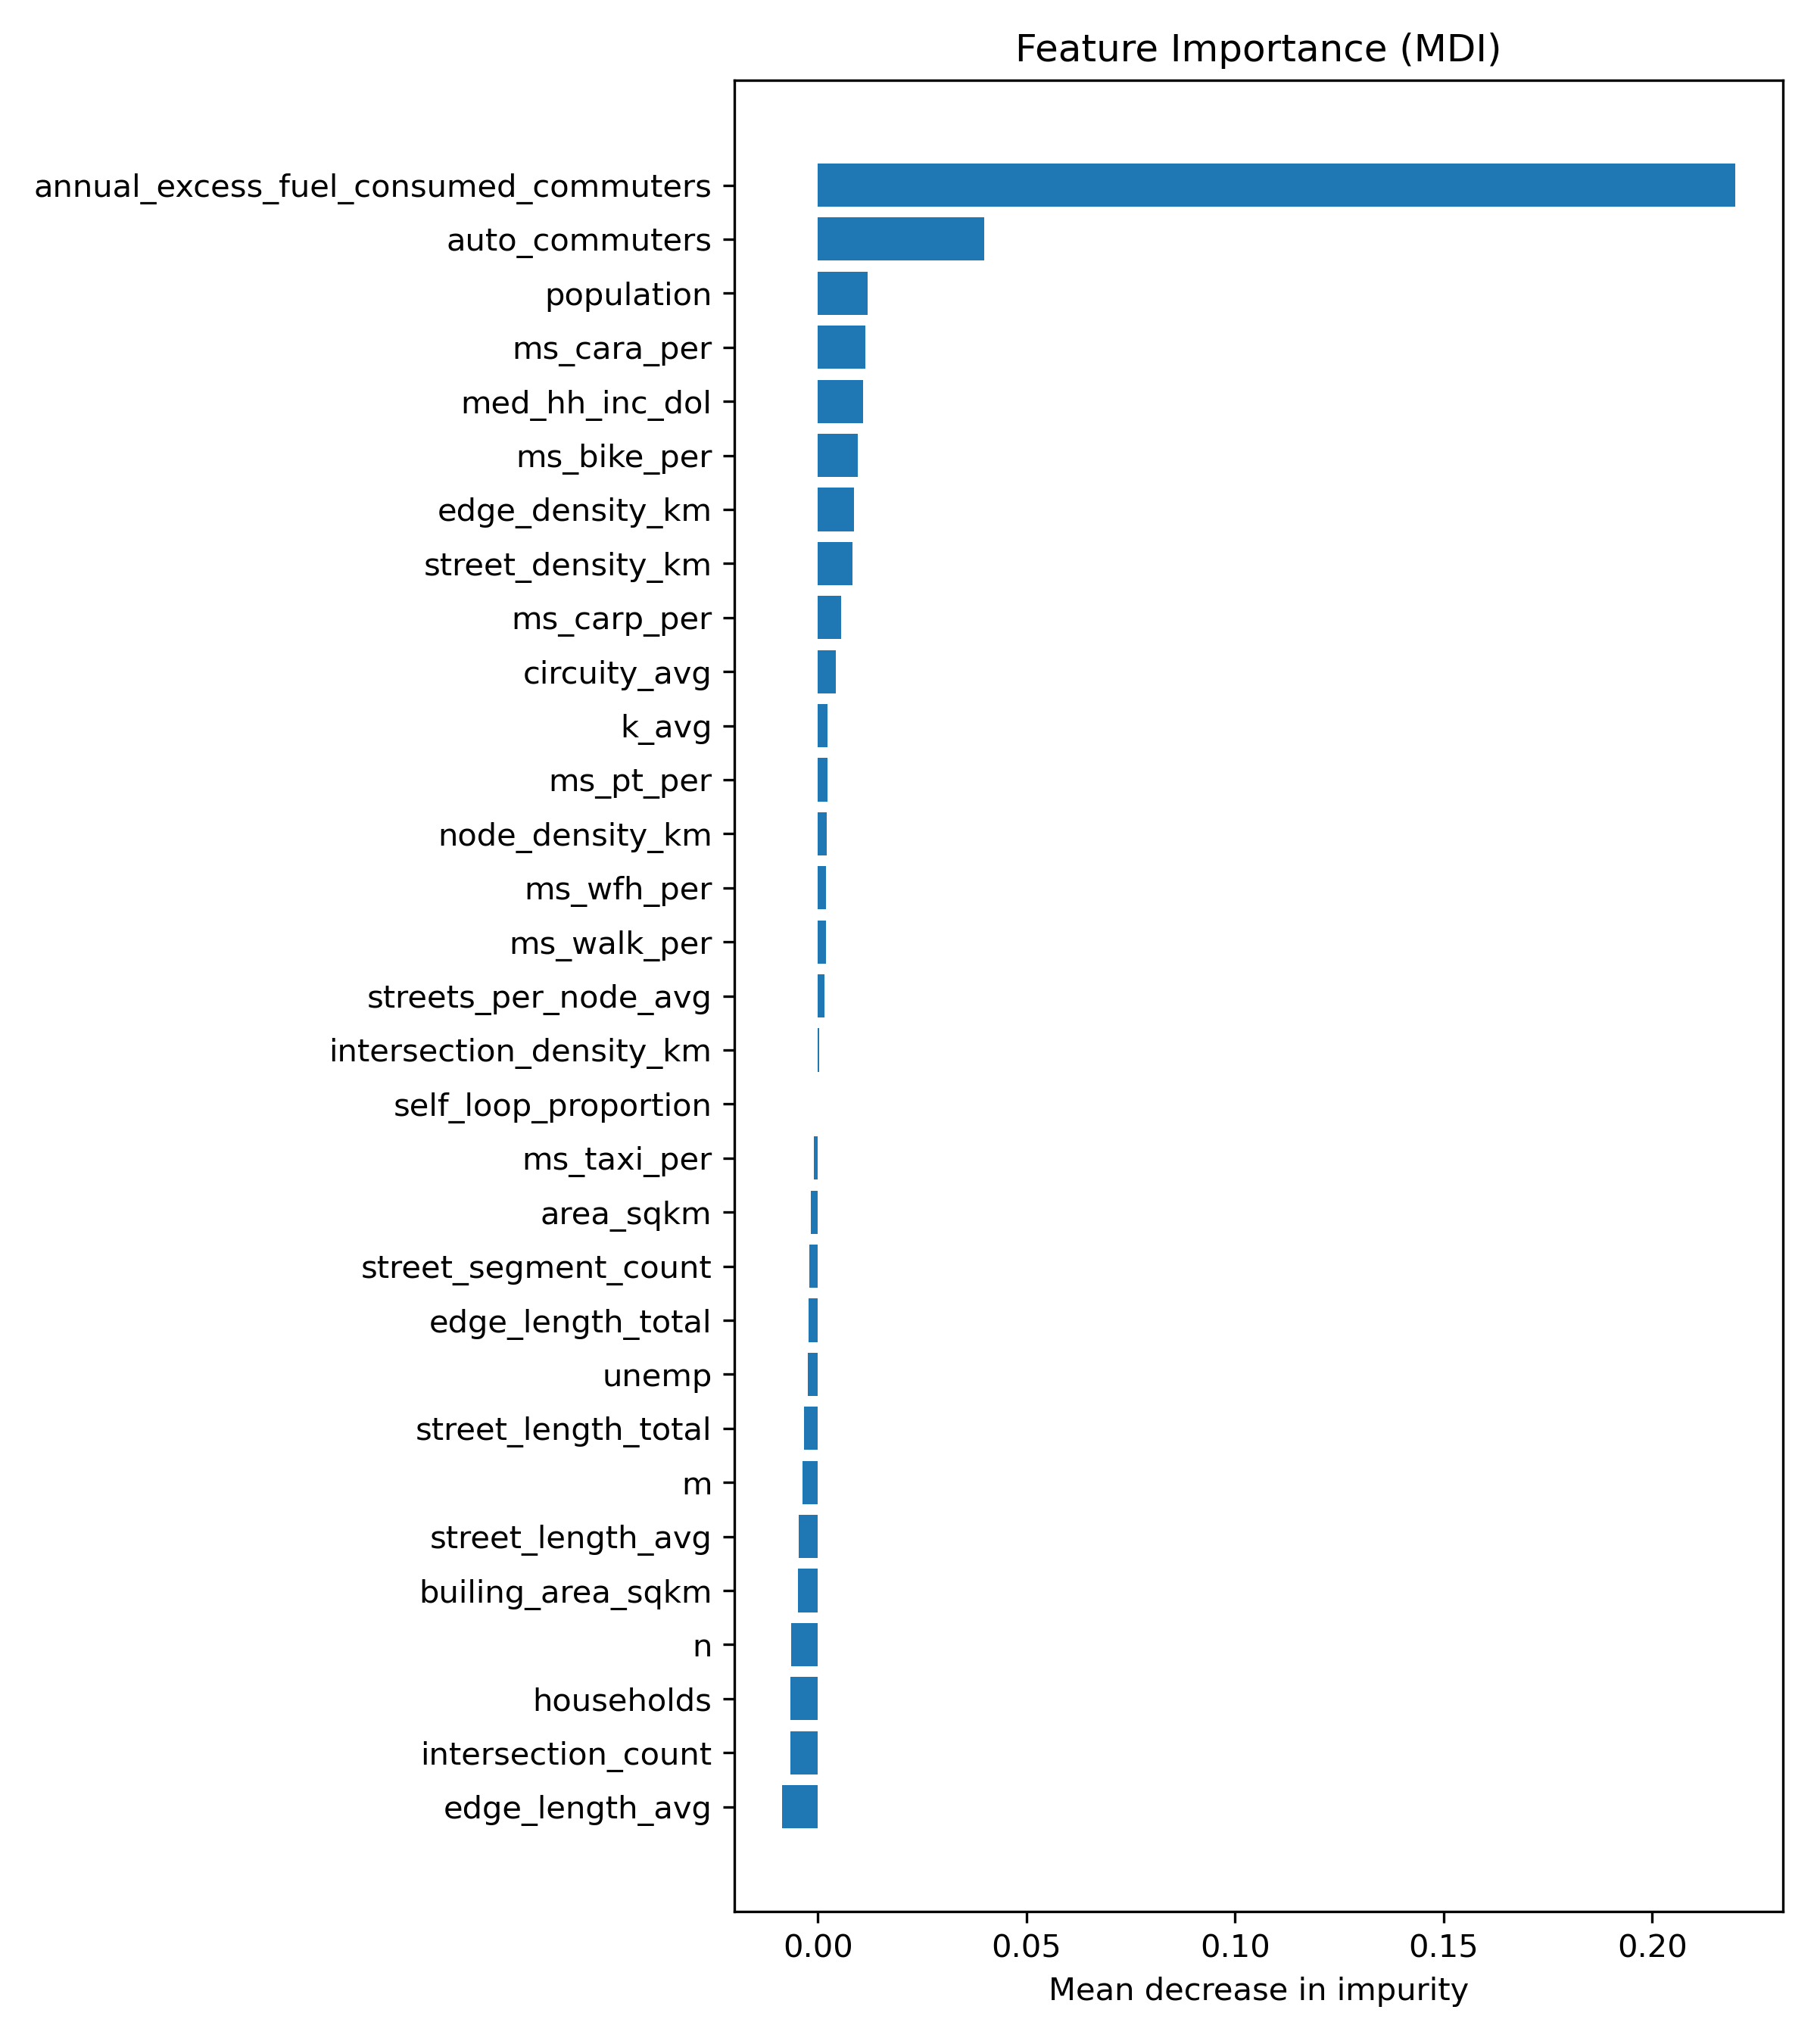 Feature Importance (MDI)
annual_excess_fuel_consumed_commuters
auto_commuters
population
ms_cara_per
med_hh_inc_dol
ms_bike_per
edge_density_km
street_density_km
ms_carp_per
circuity_avg
k_avg
ms_pt_per
node_density_km
ms_wfh_per
ms_walk_per
streets_per_node_avg
intersection_density_km
self_loop_proportion
ms_taxi_per
area_sqkm
street_segment_count
edge_length_total
unemp
street_length_total
m
street_length_avg
builing_area_sqkm
n
households
intersection_count
edge_length_avg
0.00 0.05 0.10 0.15 0.20
Mean decrease in impurity